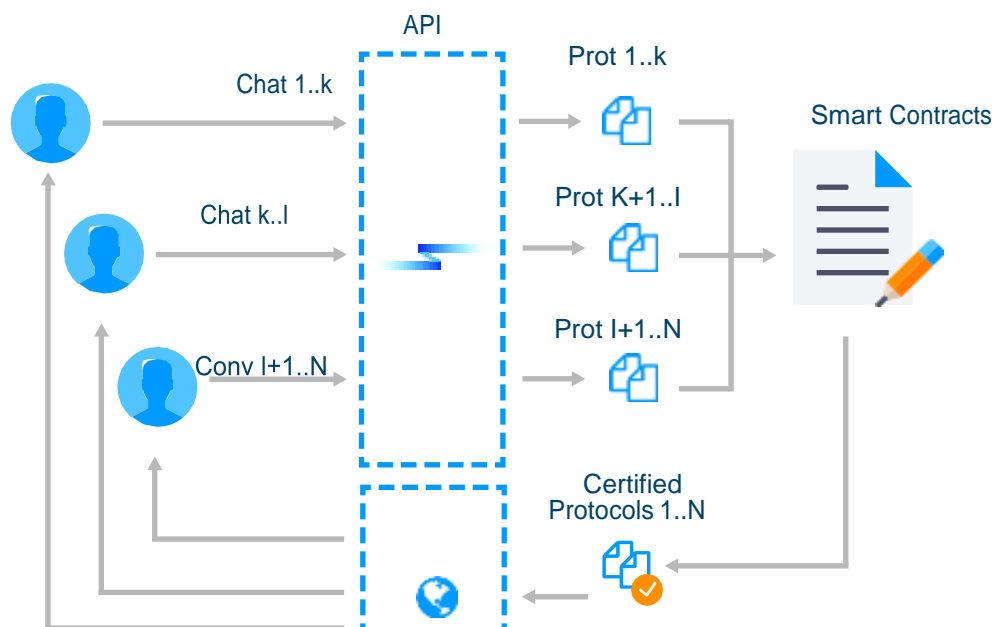 API
Prot 1..k
Chat 1..k
Smart Contracts
Prot K+1..I
Chat k..l
Prot I+1..N
Conv I+1..N
Certified
Protocols 1..N